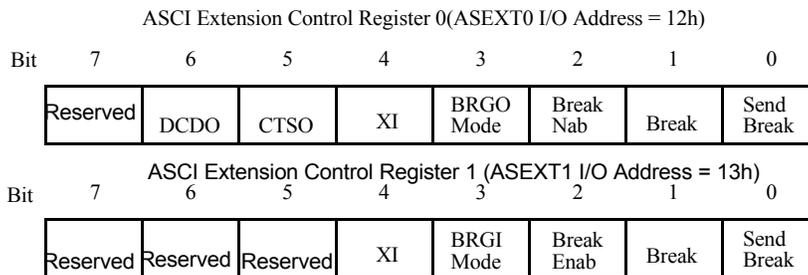 ASCI Extension Control Register 0(ASEXT0 I/O Address = 12h)
Bit 7 6 5 4 3 2 1 0
Reserved DCDO CTSO XI BRGO Mode Break Nab Break Send Break
ASCI Extension Control Register 1 (ASEXT1 I/O Address = 13h)
Bit 7 6 5 4 3 2 1 0
Reserved Reserved Reserved XI BRGI Mode Break Enab Break Send Break